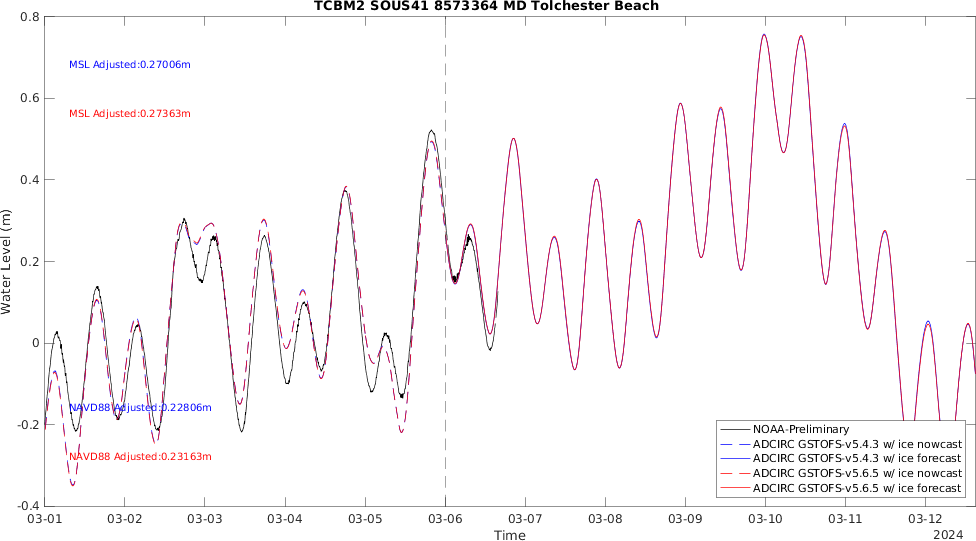 TCBM2 SOUS41 8573364 MD Tolchester Beach
Water Level (m)
0.8
0.6
0.4
0.2
0
-0.2
-0.4
MSL Adjusted:0.27006m
MSL Adjusted:0.27363m
NAVD88 Adjusted:0.22806m
NAVD88 Adjusted:0.23163m
NOAA-Preliminary
ADCIRC GSTOFS-v5.4.3 w/ ice nowcast
ADCIRC GSTOFS-v5.4.3 w/ ice forecast
ADCIRC GSTOFS-v5.6.5 w/ ice nowcast
ADCIRC GSTOFS-v5.6.5 w/ ice forecast
03-01 03-02 03-03 03-04 03-05 03-06 03-07 03-08 03-09 03-10 03-11 03-12
Time
2024